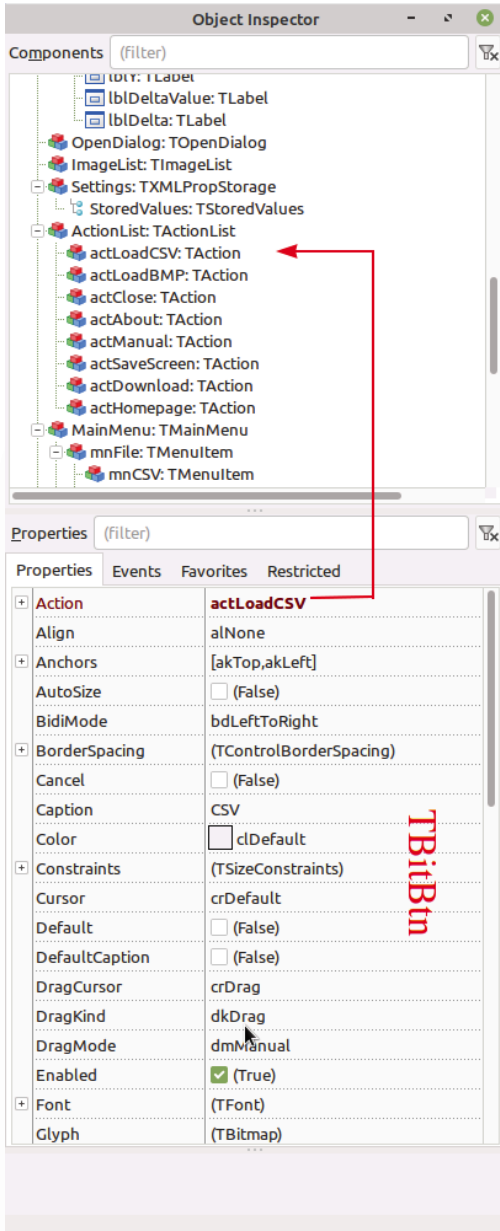 Object Inspector
Components (filter)
lblY: TLabel
lblDeltaValue: TLabel
lblDelta: TLabel
OpenDialog: TOpenDialog
ImageList: TImageList
Settings: TXMLPropStorage
StoredValues: TStoredValues
ActionList: TActionList
actLoadCSV: TAction
actLoadBMP: TAction
actClose: TAction
actAbout: TAction
actManual: TAction
actSaveScreen: TAction
actDownload: TAction
actHomepage: TAction
MainMenu: TMainMenu
mnFile: TMenuItem
mnCSV: TMenuItem
Properties (filter)
Properties Events Favorites Restricted
Action actLoadCSV
Align alNone
Anchors [akTop,akLeft]
AutoSize (False)
BidiMode bdLeftToRight
BorderSpacing (TControlBorderSpacing)
Cancel (False)
Caption CSV
Color clDefault
Constraints (TSizeConstraints)
Cursor crDefault
Default (False)
DefaultCaption (False)
DragCursor crDrag
DragKind dkDrag
DragMode dmManual
Enabled (True)
Font (TFont)
Glyph (TBitmap)
TBitBtn